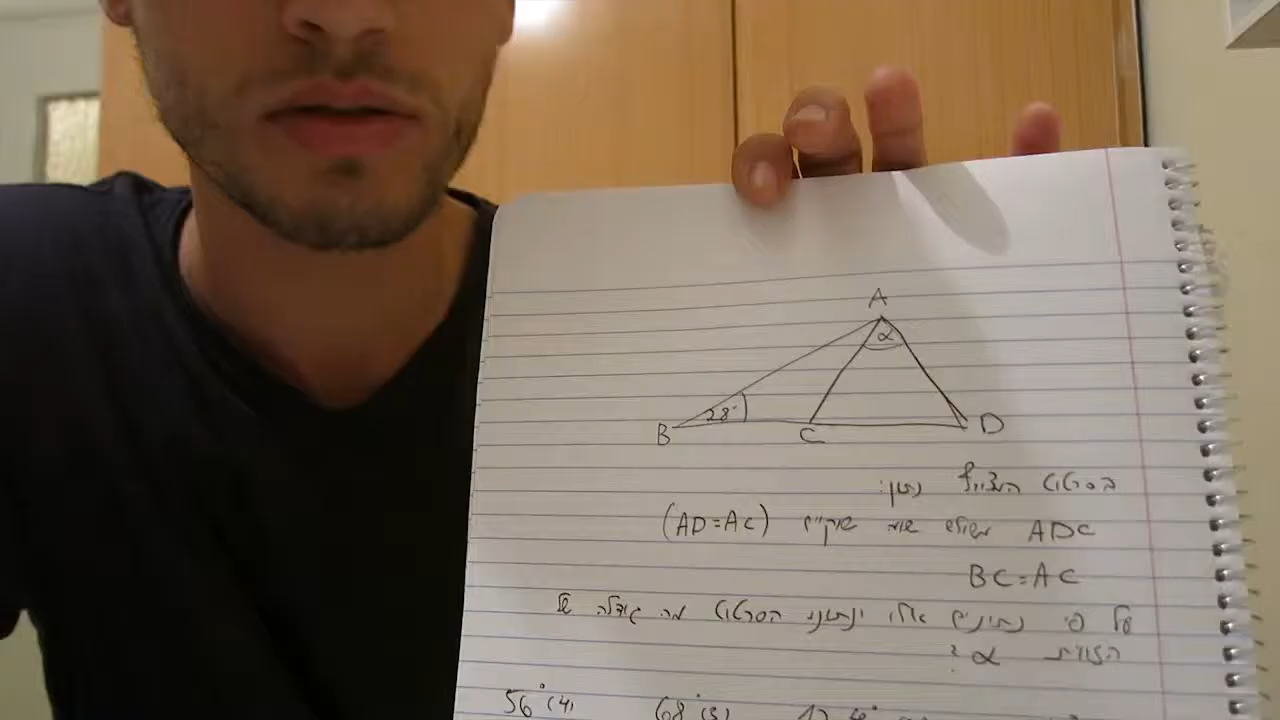 A
α
28°
B
C
D
בסרטוט המצורף נתון:
ADC משולש שווה שוקיים (AD=AC)
BC=AC
על פי נתונים אלו ונתוני הסרטוט מה גודלה של
הזווית α?
68° (3) 56° (4)